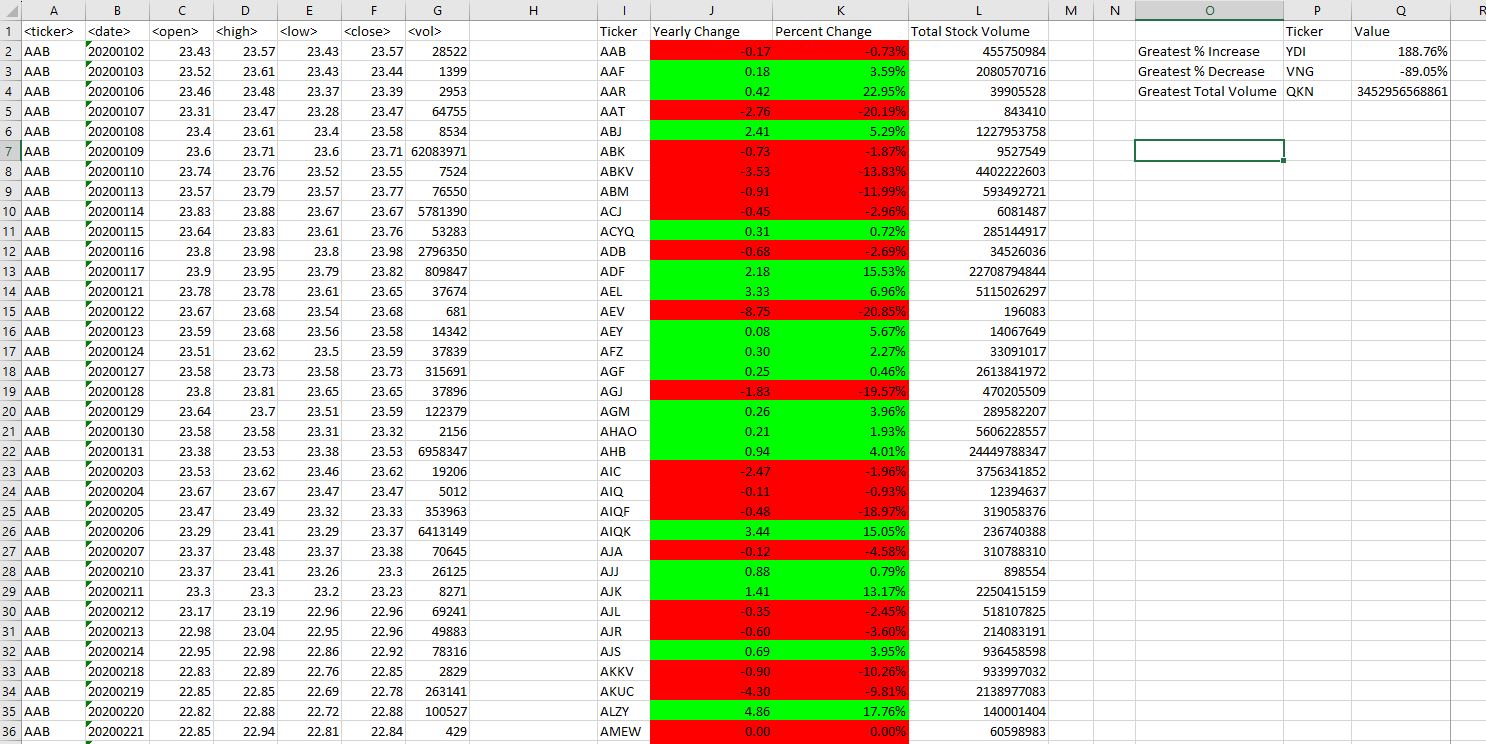 A B C D E F G H I J K L M N O P Q R
1 <ticker> <date> <open> <high> <low> <close> <vol> Ticker Yearly Change Percent Change Total Stock Volume Ticker Value
2 AAB 20200102 23.43 23.57 23.43 23.57 28522 AAB -0.17 -0.73% 455750984 Greatest % Increase YDI 188.76%
3 AAB 20200103 23.52 23.61 23.43 23.44 1399 AAF 0.18 3.59% 2080570716 Greatest % Decrease VNG -89.05%
4 AAB 20200106 23.46 23.48 23.37 23.39 2953 AAR 0.42 22.95% 39905528 Greatest Total Volume QKN 3452956568861
5 AAB 20200107 23.31 23.47 23.28 23.47 64755 AAT -2.76 -20.19% 843410
6 AAB 20200108 23.4 23.61 23.4 23.58 8534 ABJ 2.41 5.29% 1227953758
7 AAB 20200109 23.6 23.71 23.6 23.71 62083971 ABK -0.73 -1.87% 9527549
8 AAB 20200110 23.74 23.76 23.52 23.55 7524 ABKV -3.53 -13.83% 4402222603
9 AAB 20200113 23.57 23.79 23.57 23.77 76550 ABM -0.91 -11.99% 593492721
10 AAB 20200114 23.83 23.88 23.67 23.67 5781390 ACJ -0.45 -2.96% 6081487
11 AAB 20200115 23.64 23.83 23.61 23.76 53283 ACYQ 0.31 0.72% 285144917
12 AAB 20200116 23.8 23.98 23.8 23.98 2796350 ADB -0.68 -2.69% 34526036
13 AAB 20200117 23.9 23.95 23.79 23.82 809847 ADF 2.18 15.53% 22708794844
14 AAB 20200121 23.78 23.78 23.61 23.65 37674 AEL 3.33 6.96% 5115026297
15 AAB 20200122 23.67 23.68 23.54 23.68 681 AEV -8.75 -20.85% 196083
16 AAB 20200123 23.59 23.68 23.56 23.58 14342 AEY 0.08 5.67% 14067649
17 AAB 20200124 23.51 23.62 23.5 23.59 37839 AFZ 0.30 2.27% 33091017
18 AAB 20200127 23.58 23.73 23.58 23.73 315691 AGF 0.25 0.46% 2613841972
19 AAB 20200128 23.8 23.81 23.65 23.65 37896 AGJ -1.83 -19.57% 470205509
20 AAB 20200129 23.64 23.7 23.51 23.59 122379 AGM 0.26 3.96% 289582207
21 AAB 20200130 23.58 23.58 23.31 23.32 2156 AHAO 0.21 1.93% 5606228557
22 AAB 20200131 23.38 23.53 23.38 23.53 6958347 AHB 0.94 4.01% 24449788347
23 AAB 20200203 23.53 23.62 23.46 23.62 19206 AIC -2.47 -1.96% 3756341852
24 AAB 20200204 23.67 23.67 23.47 23.47 5012 AIQ -0.11 -0.93% 12394637
25 AAB 20200205 23.47 23.49 23.32 23.33 353963 AIQF -0.48 -18.97% 319058376
26 AAB 20200206 23.29 23.41 23.29 23.37 6413149 AIQK 3.44 15.05% 236740388
27 AAB 20200207 23.37 23.48 23.37 23.38 70645 AJA -0.12 -4.58% 310788310
28 AAB 20200210 23.37 23.41 23.26 23.3 26125 AJJ 0.88 0.79% 898554
29 AAB 20200211 23.3 23.3 23.2 23.23 8271 AJK 1.41 13.17% 2250415159
30 AAB 20200212 23.17 23.19 22.96 22.96 69241 AJL -0.35 -2.45% 518107825
31 AAB 20200213 22.98 23.04 22.95 22.96 49883 AJR -0.60 -3.60% 214083191
32 AAB 20200214 22.95 22.98 22.86 22.92 78316 AJS 0.69 3.95% 936458598
33 AAB 20200218 22.83 22.89 22.76 22.85 2829 AKKV -0.90 -10.26% 933997032
34 AAB 20200219 22.85 22.85 22.69 22.78 263141 AKUC -4.30 -9.81% 2138977083
35 AAB 20200220 22.82 22.88 22.72 22.88 100527 ALZY 4.86 17.76% 140001404
36 AAB 20200221 22.85 22.94 22.81 22.84 429 AMEW 0.00 0.00% 60598983